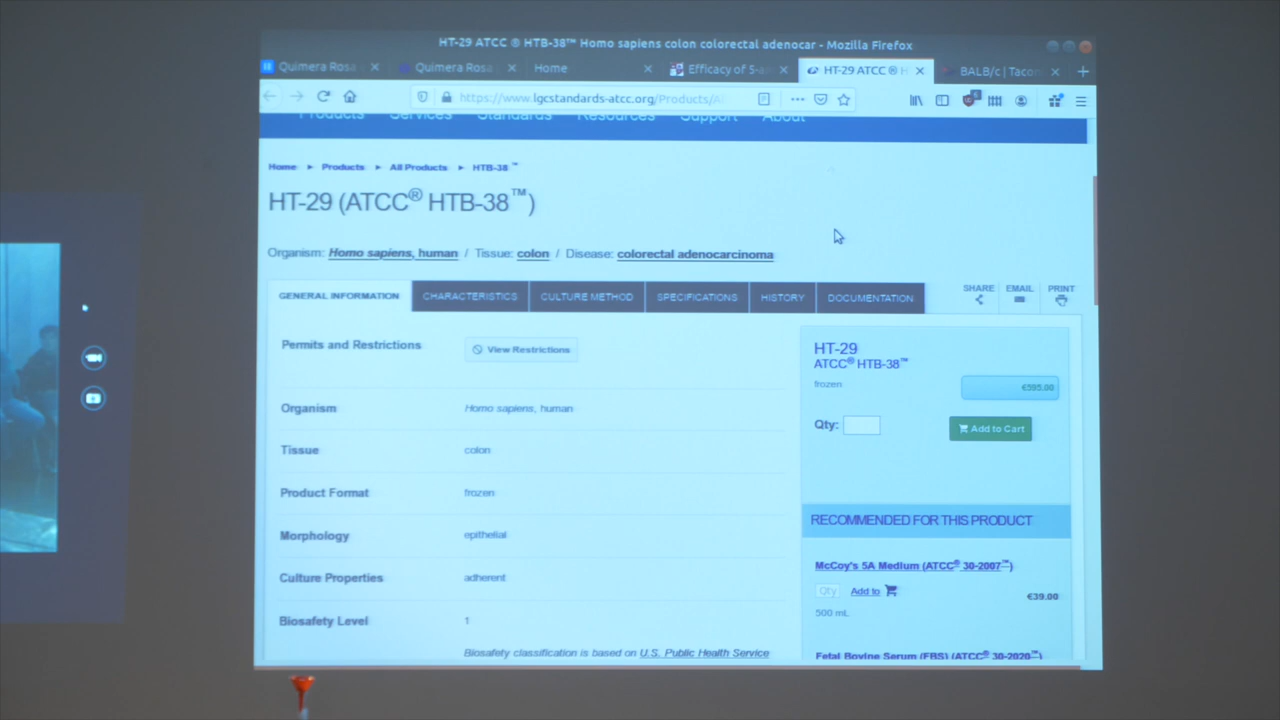 HT-29 ATCC ® HTB-38™ Homo sapiens colon colorectal adenocar - Mozilla Firefox
Quimera Rosa
Quimera Rosa
Home
Efficacy of 5-a
HT-29 ATCC ® H
BALB/c | Tacon
https://www.lgcstandards-atcc.org/Products/Al
Products Services Standards Resources Support About
Home ▸ Products ▸ All Products ▸ HTB-38 ™
HT-29 (ATCC® HTB-38™)
Organism: Homo sapiens, human / Tissue: colon / Disease: colorectal adenocarcinoma
GENERAL INFORMATION CHARACTERISTICS CULTURE METHOD SPECIFICATIONS HISTORY DOCUMENTATION
SHARE EMAIL PRINT
Permits and Restrictions View Restrictions
Organism Homo sapiens, human
Tissue colon
Product Format frozen
Morphology epithelial
Culture Properties adherent
Biosafety Level 1
Biosafety classification is based on U.S. Public Health Service
HT-29
ATCC® HTB-38™
frozen €595.00
Qty: Add to Cart
RECOMMENDED FOR THIS PRODUCT
McCoy's 5A Medium (ATCC® 30-2007™)
Qty Add to €39.00
500 mL
Fetal Bovine Serum (FBS) (ATCC® 30-2020™)